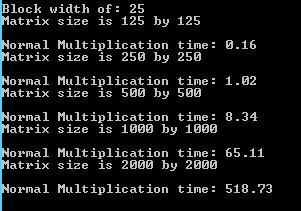 Block width of: 25
Matrix size is 125 by 125
Normal Multiplication time: 0.16
Matrix size is 250 by 250
Normal Multiplication time: 1.02
Matrix size is 500 by 500
Normal Multiplication time: 8.34
Matrix size is 1000 by 1000
Normal Multiplication time: 65.11
Matrix size is 2000 by 2000
Normal Multiplication time: 518.73